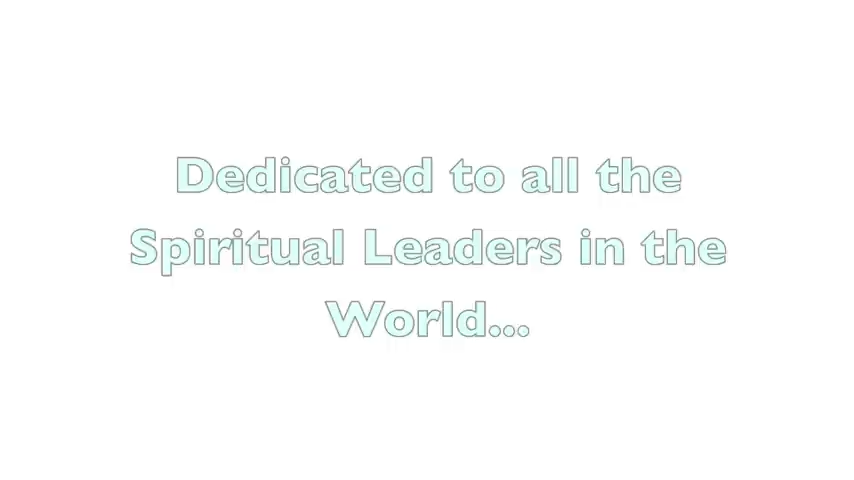 Dedicated to all the
Spiritual Leaders in the
World...